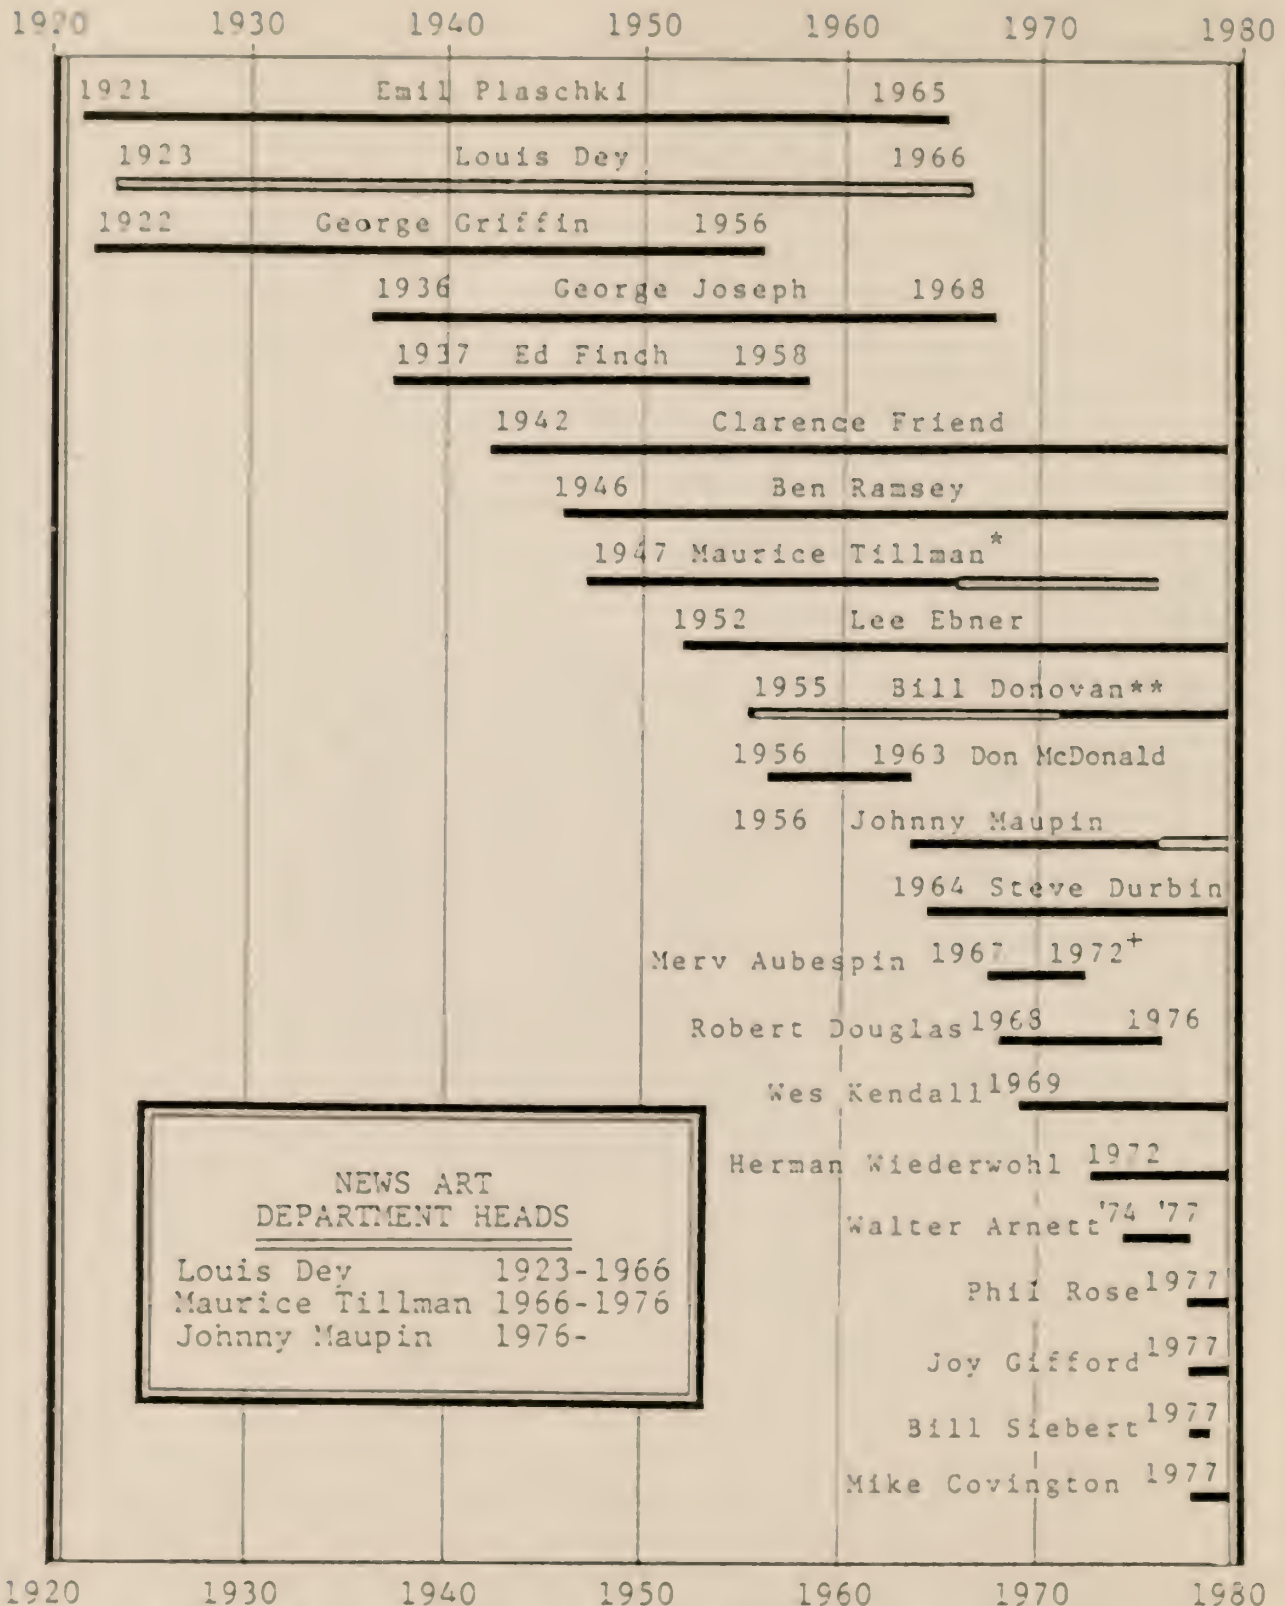 1920 1930 1940 1950 1960 1970 1980
1921 Emil Plaschki 1965
1923 Louis Dey 1966
1922 George Griffin 1956
1936 George Joseph 1968
1937 Ed Finch 1958
1942 Clarence Friend
1946 Ben Ramsey
1947 Maurice Tillman*
1952 Lee Ebner
1955 Bill Donovan**
1956 1963 Don McDonald
1956 Johnny Maupin
1964 Steve Durbin
Merv Aubespin 1967 1972+
Robert Douglas 1968 1976
Wes Kendall 1969
Herman Wiederwohl 1972
Walter Arnett '74 '77
Phil Rose 1977
Joy Gifford 1977
Bill Siebert 1977
Mike Covington 1977
NEWS ART
DEPARTMENT HEADS
Louis Dey 1923-1966
Maurice Tillman 1966-1976
Johnny Maupin 1976-
1920 1930 1940 1950 1960 1970 1980